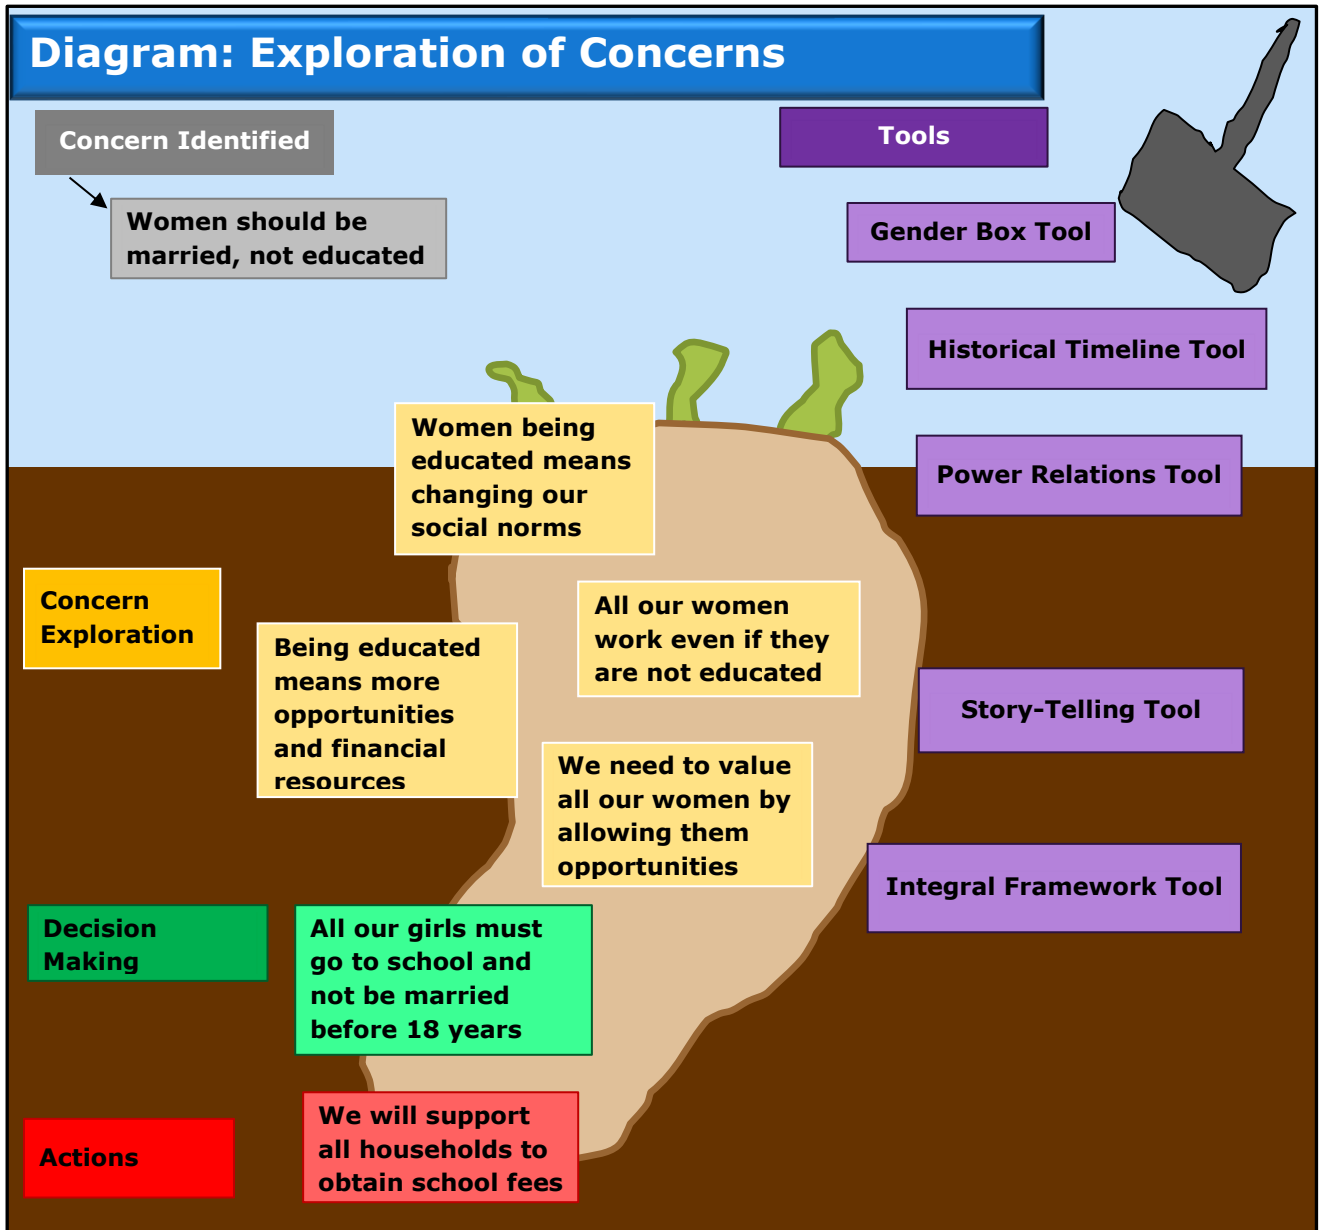 Diagram: Exploration of Concerns
Concern Identified
Women should be
married, not educated
Tools
Gender Box Tool
Historical Timeline Tool
Power Relations Tool
Story-Telling Tool
Integral Framework Tool
Women being
educated means
changing our
social norms
Concern
Exploration
All our women
work even if they
are not educated
Being educated
means more
opportunities
and financial
resources
We need to value
all our women by
allowing them
opportunities
Decision
Making
All our girls must
go to school and
not be married
before 18 years
Actions
We will support
all households to
obtain school fees